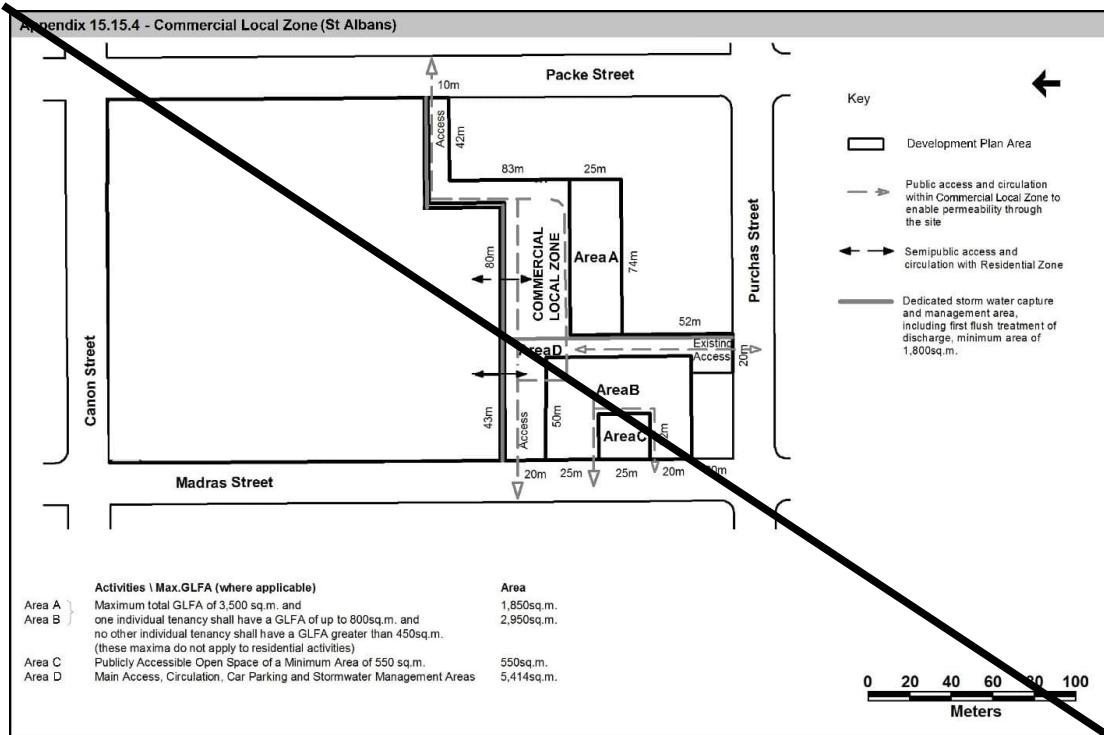 Appendix 15.15.4 - Commercial Local Zone (St Albans)
Packe Street
10m
Key
Access
42m
Development Plan Area
83m
25m
Public access and circulation
within Commercial Local Zone to
enable permeability through
the site
Purchas Street
COMMERCIAL
LOCAL ZONE
80m
Area A
74m
Semipublic access and
circulation with Residential Zone
Dedicated storm water capture
and management area,
including first flush treatment of
discharge, minimum area of
1,800sq.m.
52m
Existing
Access
20m
AreaD
Canon Street
AreaB
43m
Access
50m
AreaC
20m
25m
25m
20m
Madras Street
Activities \ Max.GLFA (where applicable) Area
Area A Maximum total GLFA of 3,500 sq.m. and 1,850sq.m.
Area B one individual tenancy shall have a GLFA of up to 800sq.m. and 2,950sq.m.
no other individual tenancy shall have a GLFA greater than 450sq.m.
(these maxima do not apply to residential activities)
Area C Publicly Accessible Open Space of a Minimum Area of 550 sq.m. 550sq.m.
Area D Main Access, Circulation, Car Parking and Stormwater Management Areas 5,414sq.m.
0 20 40 60 80 100
Meters